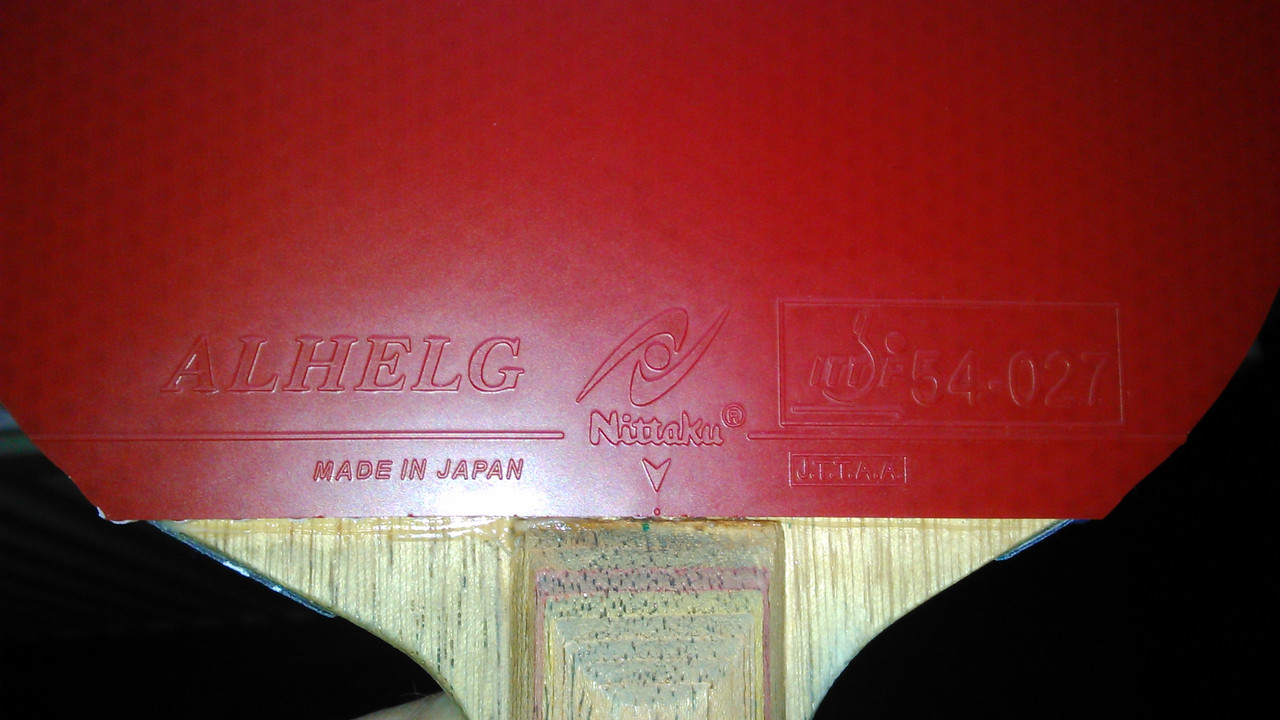 ALHELG
Nittaku®
ITTF 54-027
MADE IN JAPAN
J.T.T.A.A.